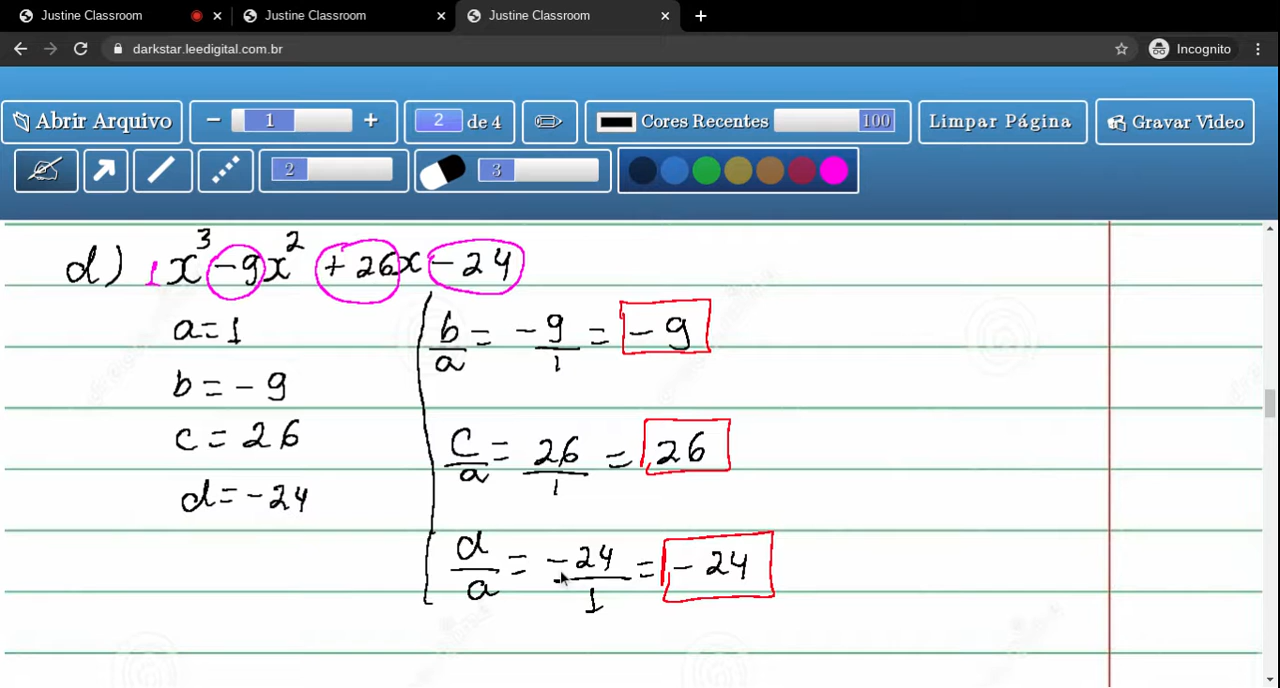 Justine Classroom
Justine Classroom
Justine Classroom
darkstar.leedigital.com.br
Incognito
Abrir Arquivo
− 1 +
2 de 4
Cores Recentes 100
Limpar Página
Gravar Video
2
3
d) 1x³ −9x² +26x −24
a=1
b=−9
c=26
d=−24
b/a = −9/1 = −9
c/a = 26/1 = 26
d/a = −24/1 = −24